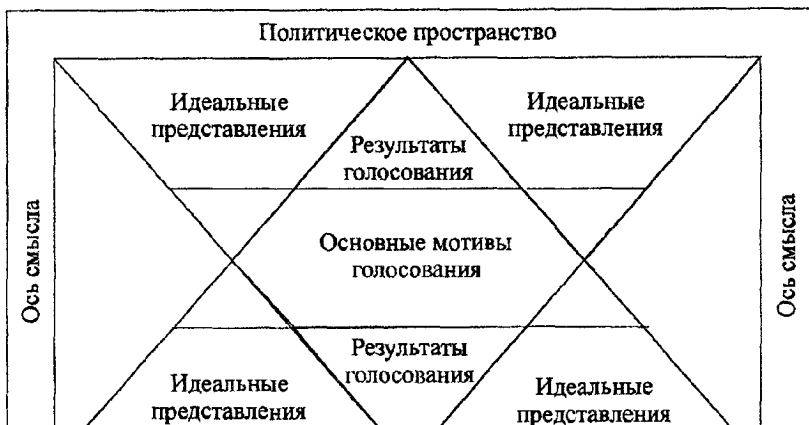 Политическое пространство
Идеальные
представления
Идеальные
представления
Результаты
голосования
Основные мотивы
голосования
Ось смысла
Ось смысла
Результаты
голосования
Идеальные
представления
Идеальные
представления